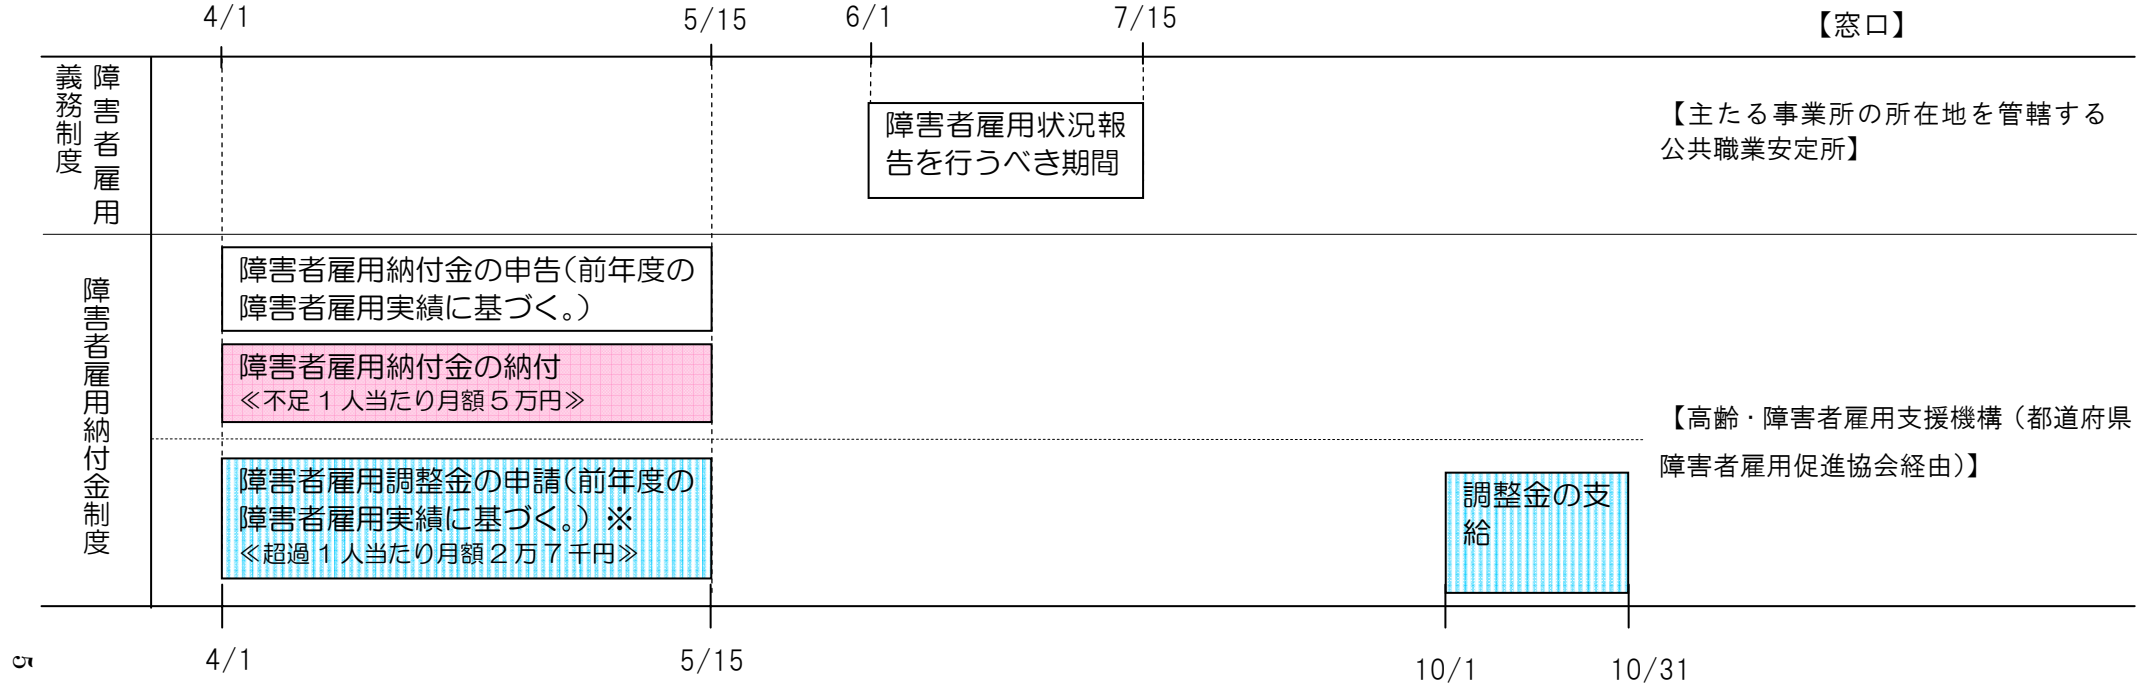 4/1
5/15
6/1
7/15
【窓口】
障害者雇用
義務制度
障害者雇用状況報
告を行うべき期間
【主たる事業所の所在地を管轄する
公共職業安定所】
障害者雇用納付金制度
障害者雇用納付金の申告(前年度の
障害者雇用実績に基づく。)
障害者雇用納付金の納付
≪不足1人当たり月額5万円≫
障害者雇用調整金の申請(前年度の
障害者雇用実績に基づく。)※
≪超過1人当たり月額2万7千円≫
調整金の支
給
【高齢・障害者雇用支援機構(都道府県
障害者雇用促進協会経由)】
4/1
5/15
10/1
10/31
5